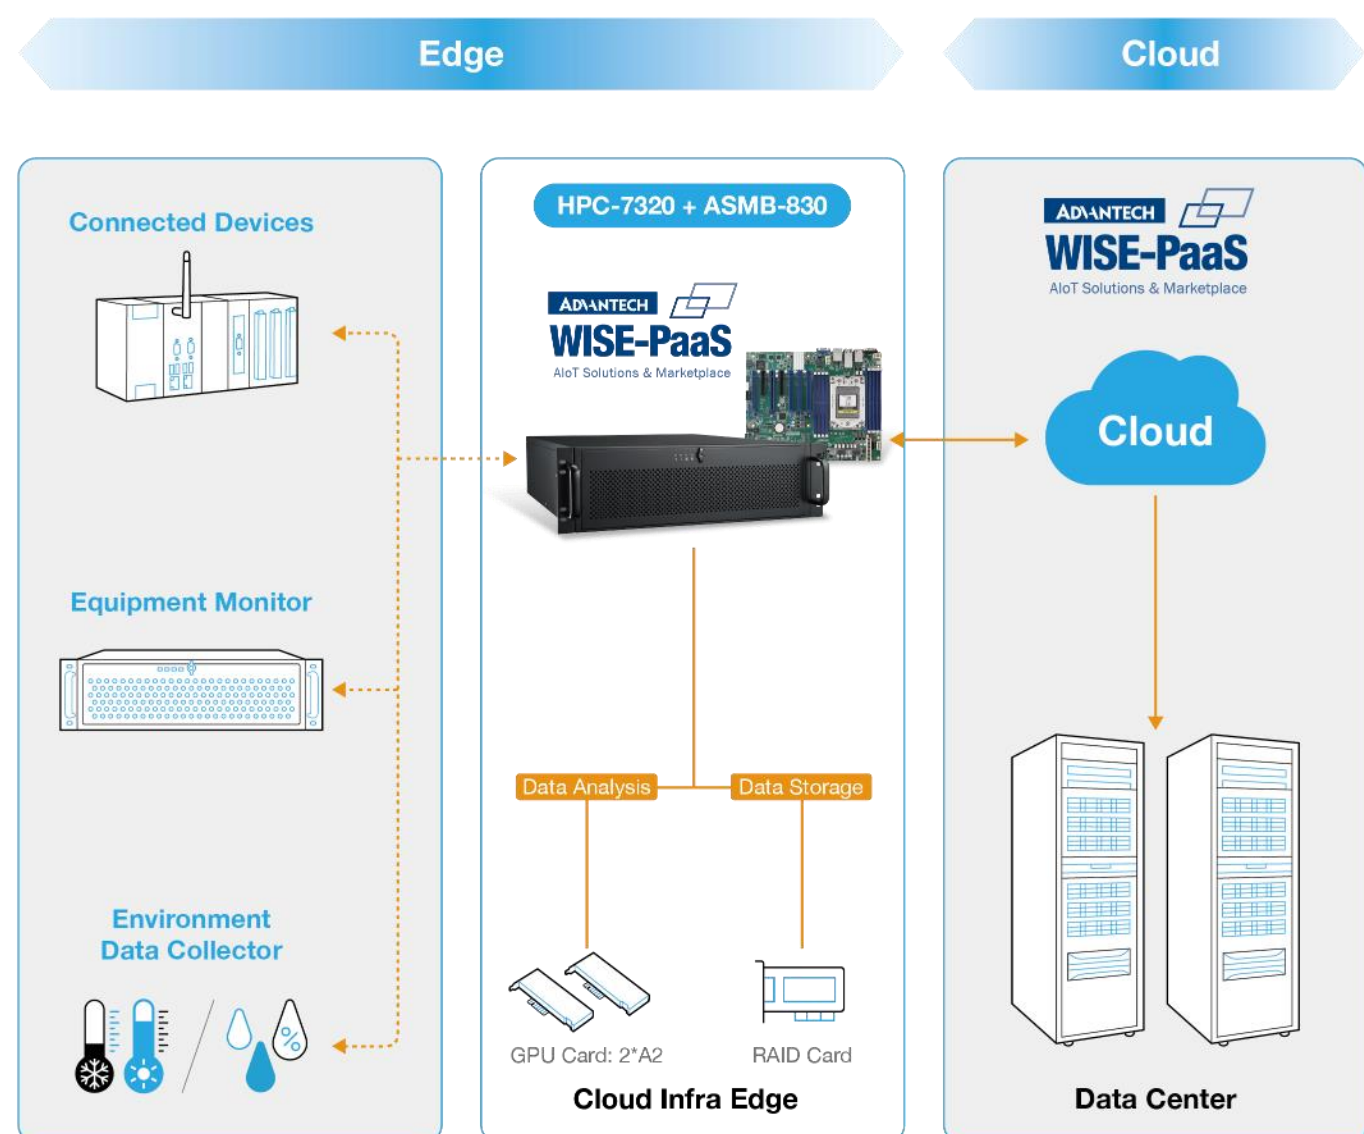 Edge
Cloud
Connected Devices
Equipment Monitor
Environment
Data Collector
HPC-7320 + ASMB-830
ADVANTECH
WISE-PaaS
AIoT Solutions & Marketplace
Data Analysis
Data Storage
GPU Card: 2*A2
RAID Card
Cloud Infra Edge
ADVANTECH
WISE-PaaS
AIoT Solutions & Marketplace
Cloud
Data Center
%